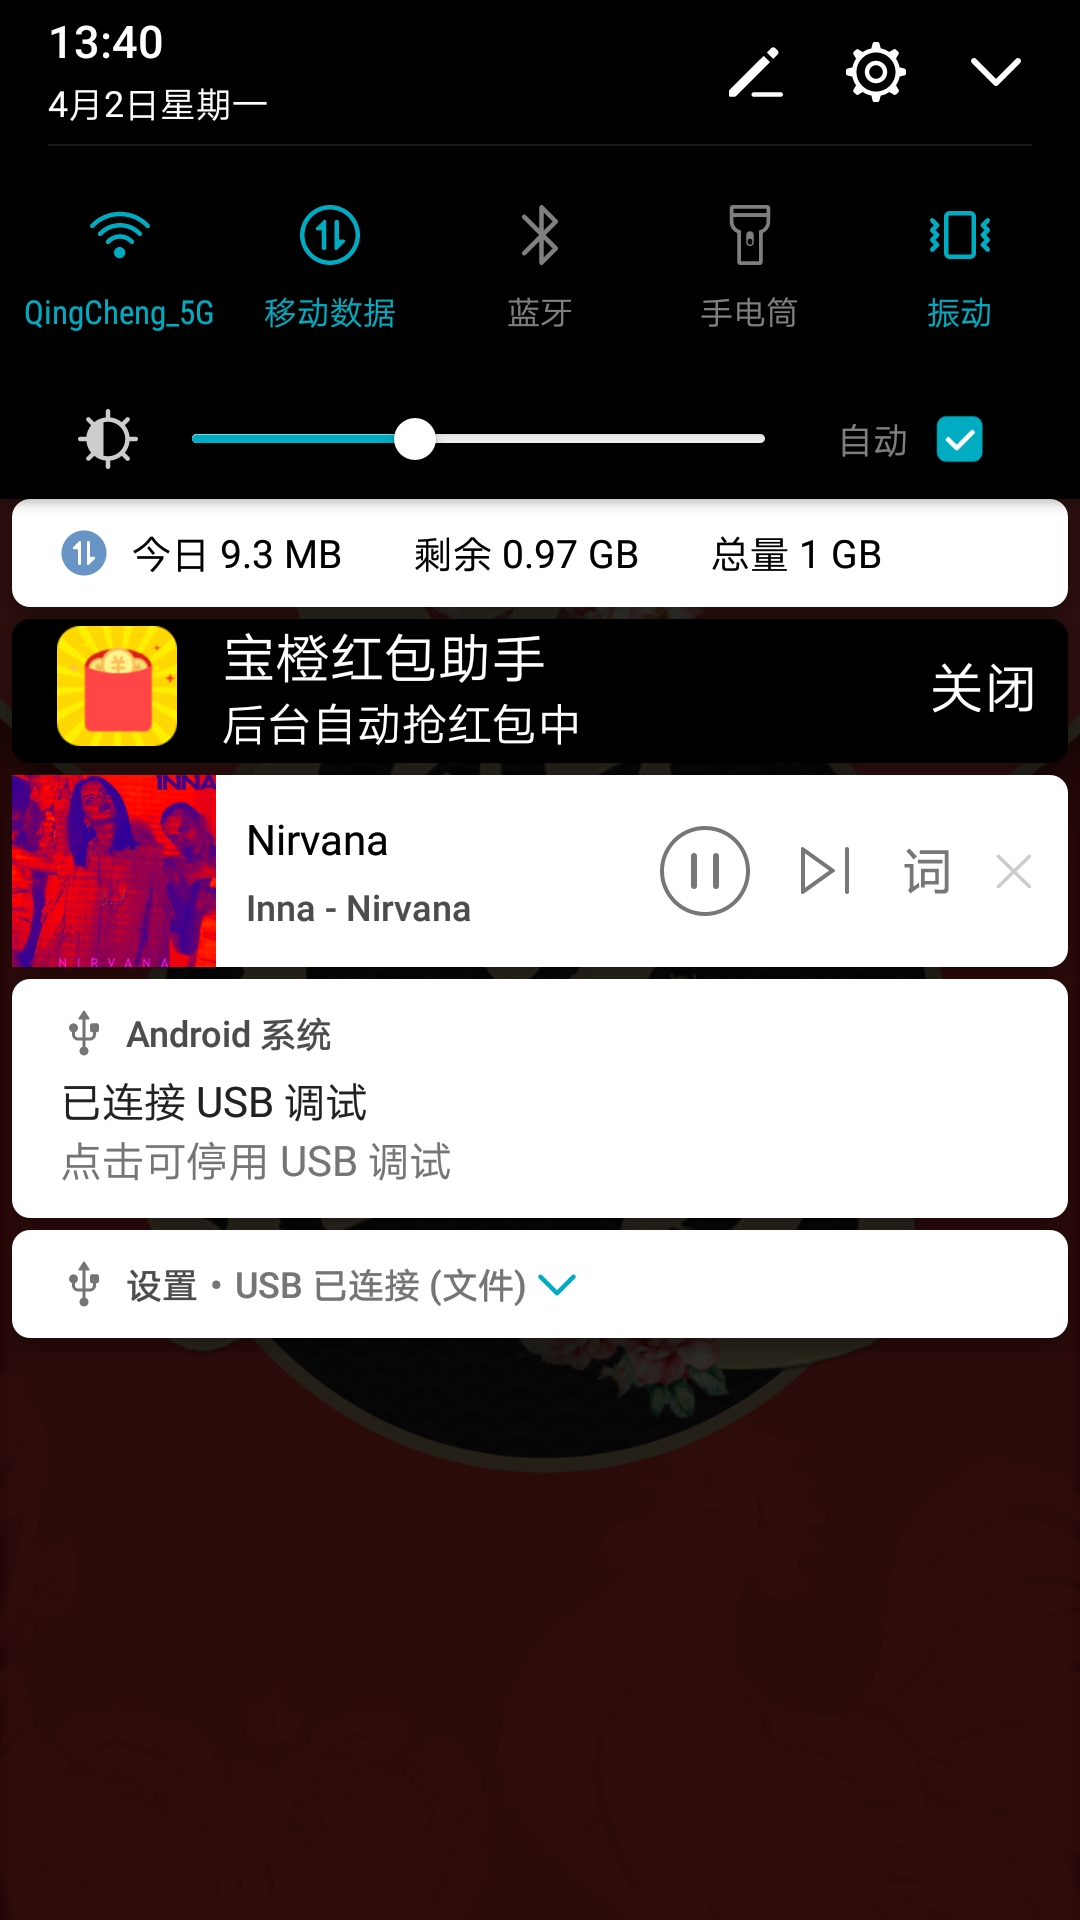 13:40
4月2日星期一
QingCheng_5G
移动数据
蓝牙
手电筒
振动
自动
今日 9.3 MB 剩余 0.97 GB 总量 1 GB
宝橙红包助手
后台自动抢红包中
关闭
INNA
NIRVANA
Nirvana
Inna - Nirvana
词
Android 系统
已连接 USB 调试
点击可停用 USB 调试
设置 • USB 已连接 (文件)